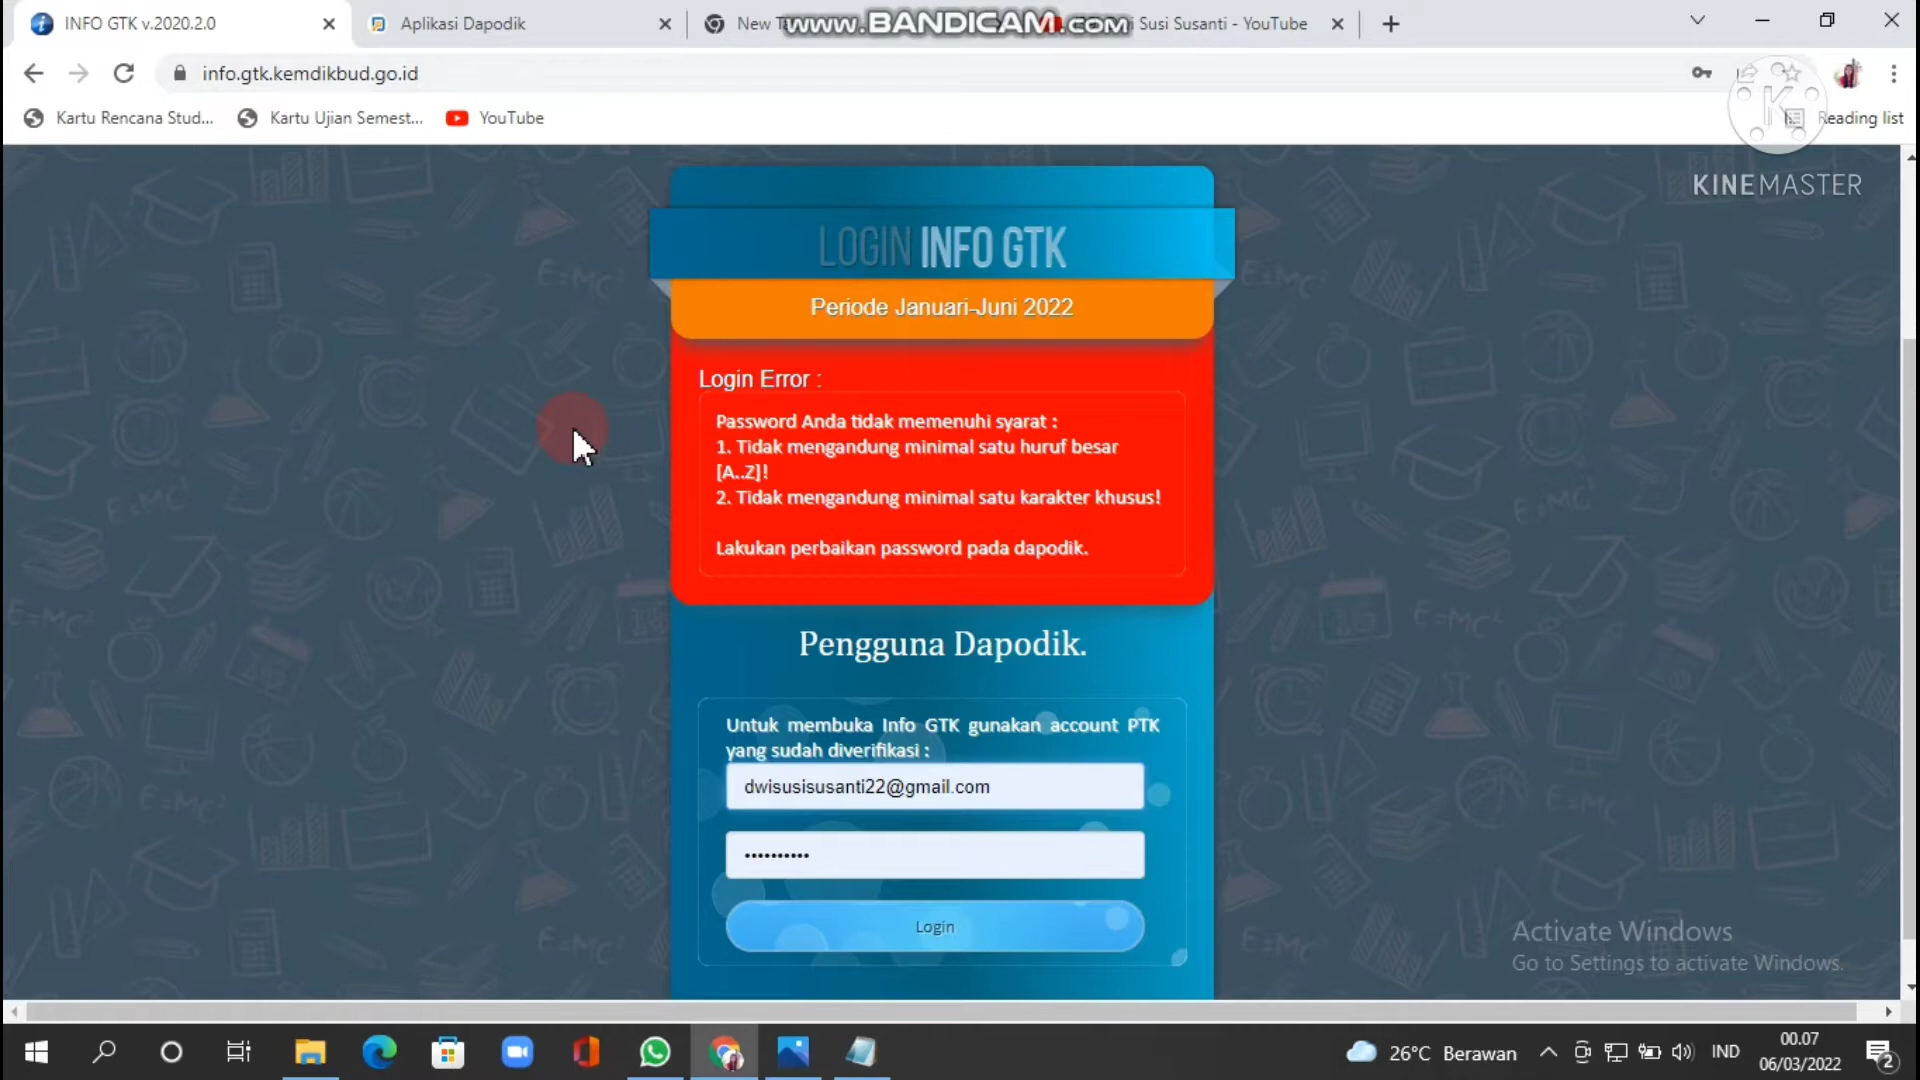 INFO GTK v.2020.2.0
Aplikasi Dapodik
New
www.BANDICAM.com
Susi Susanti - YouTube
info.gtk.kemdikbud.go.id
Kartu Rencana Stud...
Kartu Ujian Semest...
YouTube
Reading list
KINEMASTER
LOGIN INFO GTK
Periode Januari-Juni 2022
Login Error :
Password Anda tidak memenuhi syarat :
1. Tidak mengandung minimal satu huruf besar
[A..Z]!
2. Tidak mengandung minimal satu karakter khusus!
Lakukan perbaikan password pada dapodik.
Pengguna Dapodik.
Untuk membuka Info GTK gunakan account PTK
yang sudah diverifikasi :
dwisusisusanti22@gmail.com
Login
Activate Windows
Go to Settings to activate Windows.
26°C Berawan
IND
00.07
06/03/2022
2